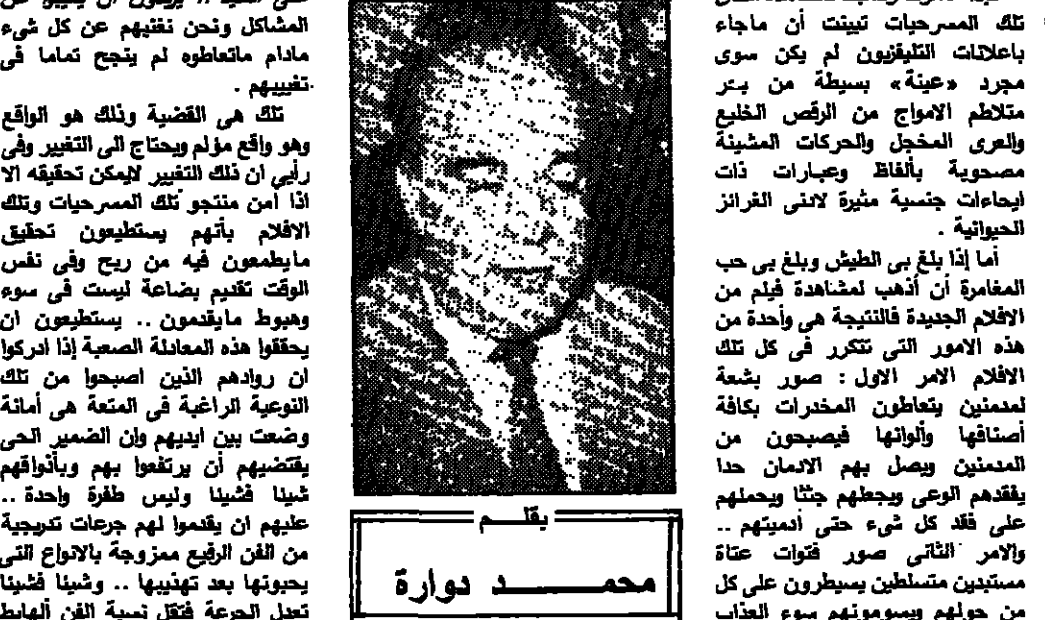 تلك المسرحيات تبينت أن ماجاء
باعلانات التليفزيون لم يكن سوى
مجرد «عينة» بسيطة من بحر
متلاطم الامواج من الرقص الخليع
والعرى المخجل والحركات المشينة
مصحوبة بألفاظ وعبارات ذات
ايحاءات جنسية مثيرة لادنى الغرائز
الحيوانية .
أما إذا بلغ بى الطيش وبلغ بى حب
المغامرة أن أذهب لمشاهدة فيلم من
الافلام الجديدة فالنتيجة هى واحدة من
هذه الامور التى تتكرر فى كل تلك
الافلام الامر الاول : صور بشعة
لمدمنين يتعاطون المخدرات بكافة
أصنافها وألوانها فيصبحون من
المدمنين ويصل بهم الادمان حدا
يفقدهم الوعى ويجعلهم جثثا ويحملهم
على فقد كل شىء حتى أدميتهم ..
والامر الثانى صور فتوات عتاة
مستبدين متسلطين يسيطرون على كل
من حولهم ويسومونهم سوء العذاب
بقلم
محمد دوارة
المشاكل ونحن نغنيهم عن كل شىء
مادام ماتعاطوه لم ينجح تماما فى
تغييبهم .
تلك هى القضية وذلك هو الواقع
وهو واقع مؤلم ويحتاج الى التغيير وفى
رأيى ان ذلك التغيير لايمكن تحقيقه الا
اذا امن منتجو تلك المسرحيات وتلك
الافلام بأنهم يستطيعون تحقيق
مايطمعون فيه من ربح وفى نفس
الوقت تقديم بضاعة ليست فى سوء
وهبوط مايقدمون .. يستطيعون ان
يحققوا هذه المعادلة الصعبة إذا ادركوا
ان روادهم الذين اصبحوا من تلك
النوعية الراغبة فى المتعة هى أمانة
وضعت بين ايديهم وان الضمير الحى
يقتضيهم أن يرتفعوا بهم وبأذواقهم
شيئا فشيئا وليس طفرة واحدة ..
عليهم ان يقدموا لهم جرعات تدريجية
من الفن الرفيع ممزوجة بالانواع التى
يحبونها بعد تهذيبها .. وشيئا فشيئا
تعدل الجرعة فتقل نسبة الفن الهابط